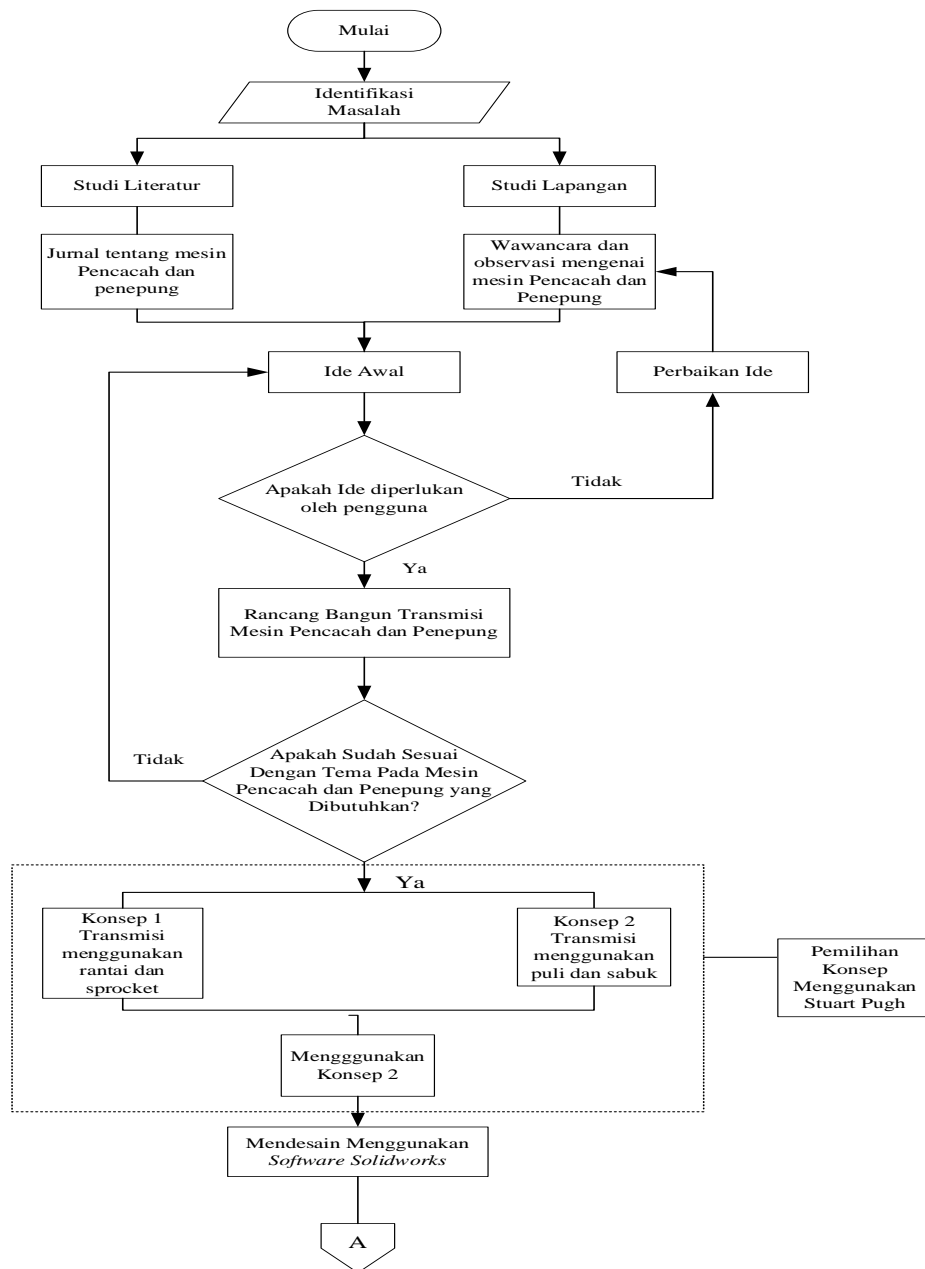 Mulai
Identifikasi
Masalah
Studi Literatur
Studi Lapangan
Jurnal tentang mesin
Pencacah dan
penepung
Wawancara dan
observasi mengenai
mesin Pencacah dan
Penepung
Ide Awal
Perbaikan Ide
Apakah Ide diperlukan
oleh pengguna
Tidak
Ya
Rancang Bangun Transmisi
Mesin Pencacah dan Penepung
Tidak
Apakah Sudah Sesuai
Dengan Tema Pada Mesin
Pencacah dan Penepung yang
Dibutuhkan?
Ya
Konsep 1
Transmisi
menggunakan
rantai dan
sprocket
Konsep 2
Transmisi
menggunakan
puli dan sabuk
Pemilihan
Konsep
Menggunakan
Stuart Pugh
Mengggunakan
Konsep 2
Mendesain Menggunakan
Software Solidworks
A